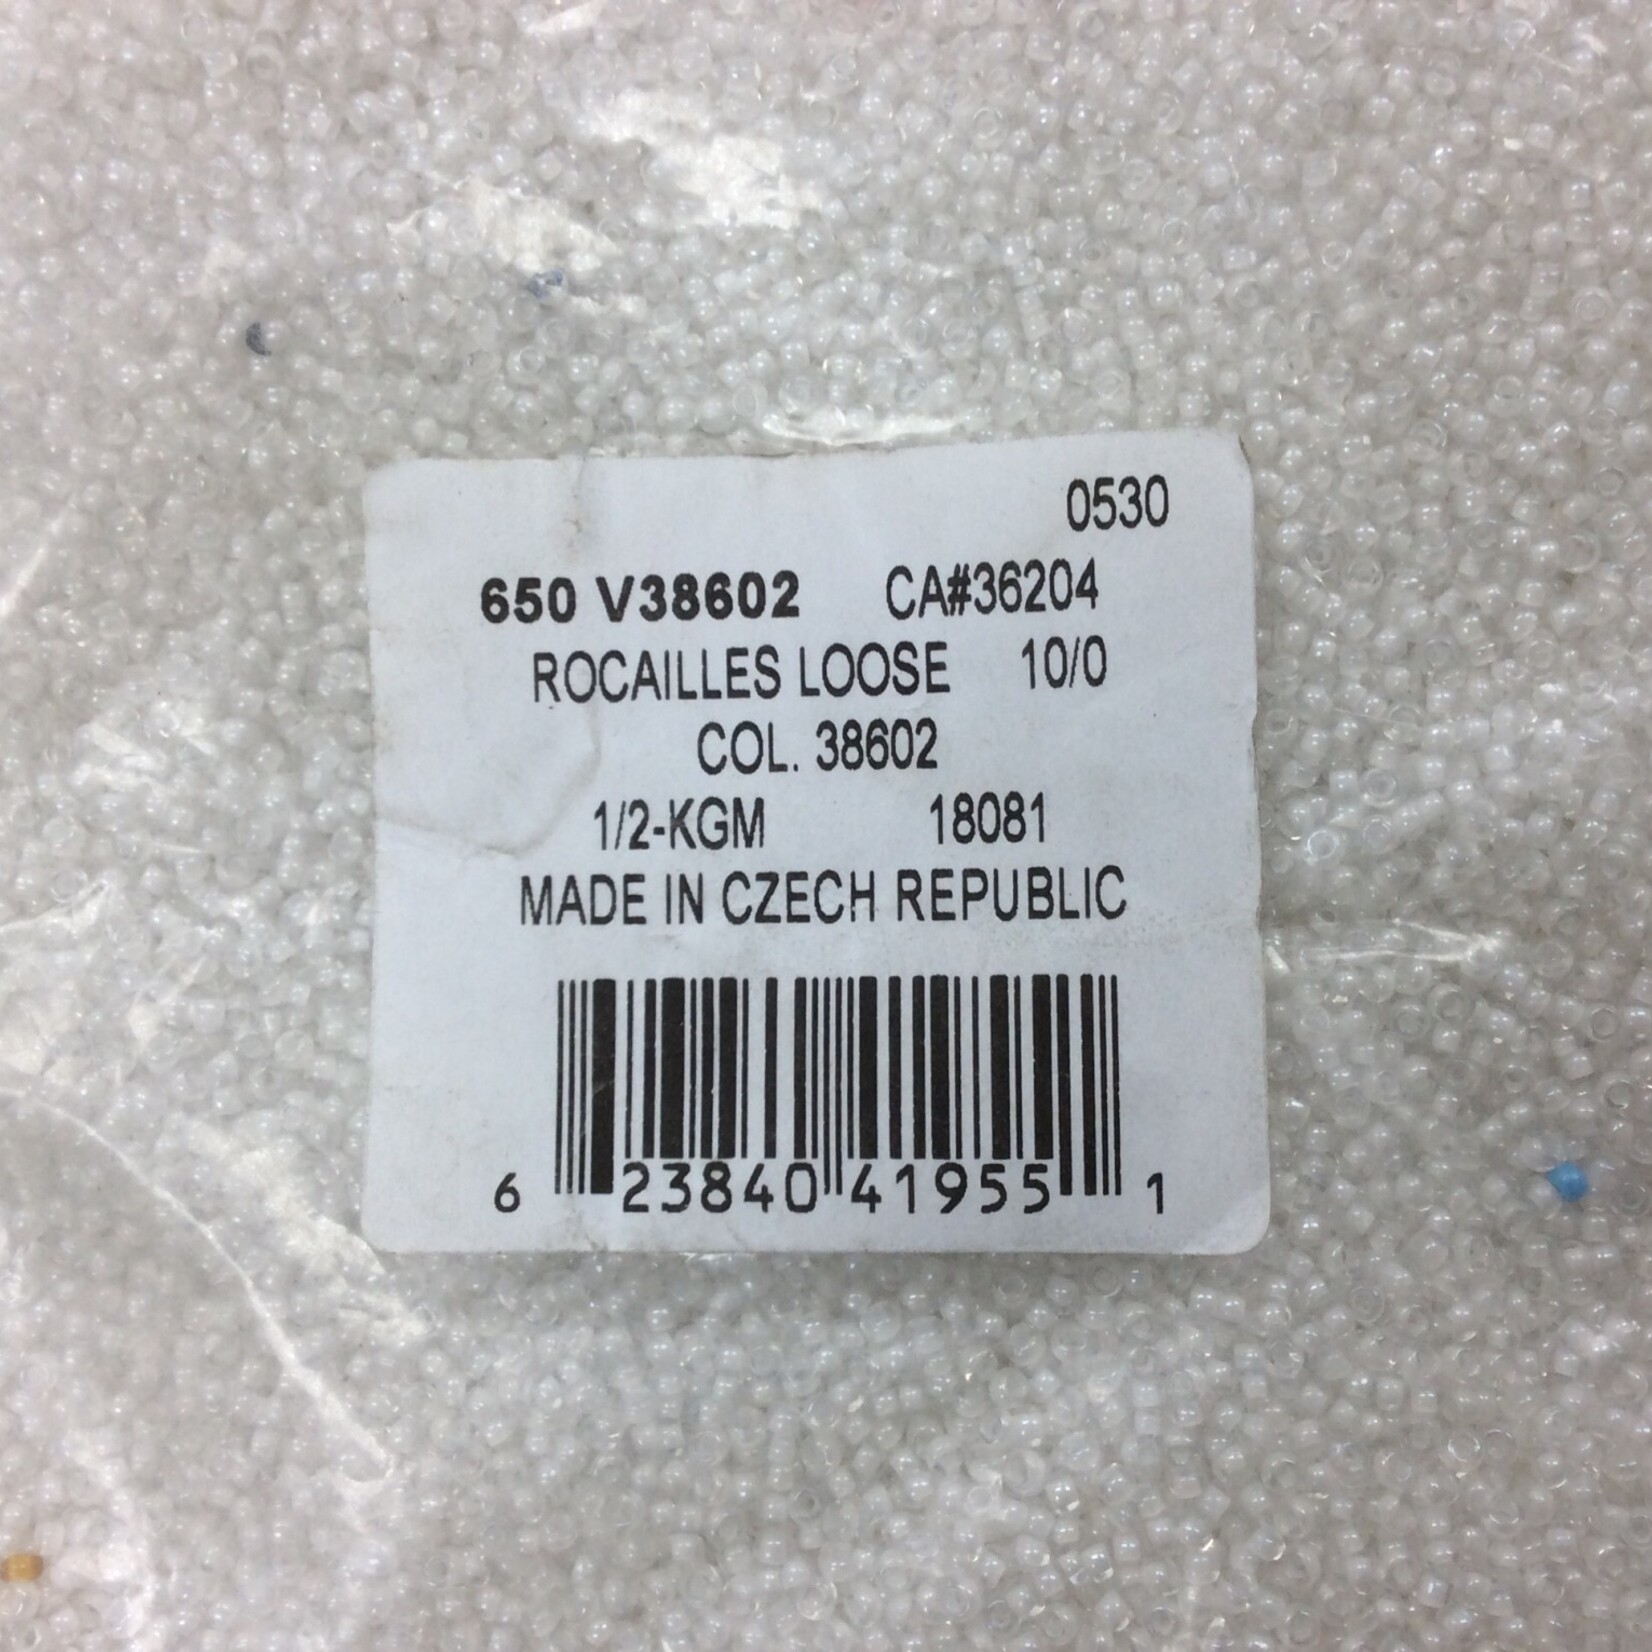 0530
650 V38602 CA#36204
ROCAILLES LOOSE 10/0
COL. 38602
1/2-KGM 18081
MADE IN CZECH REPUBLIC
6 23840 41955 1